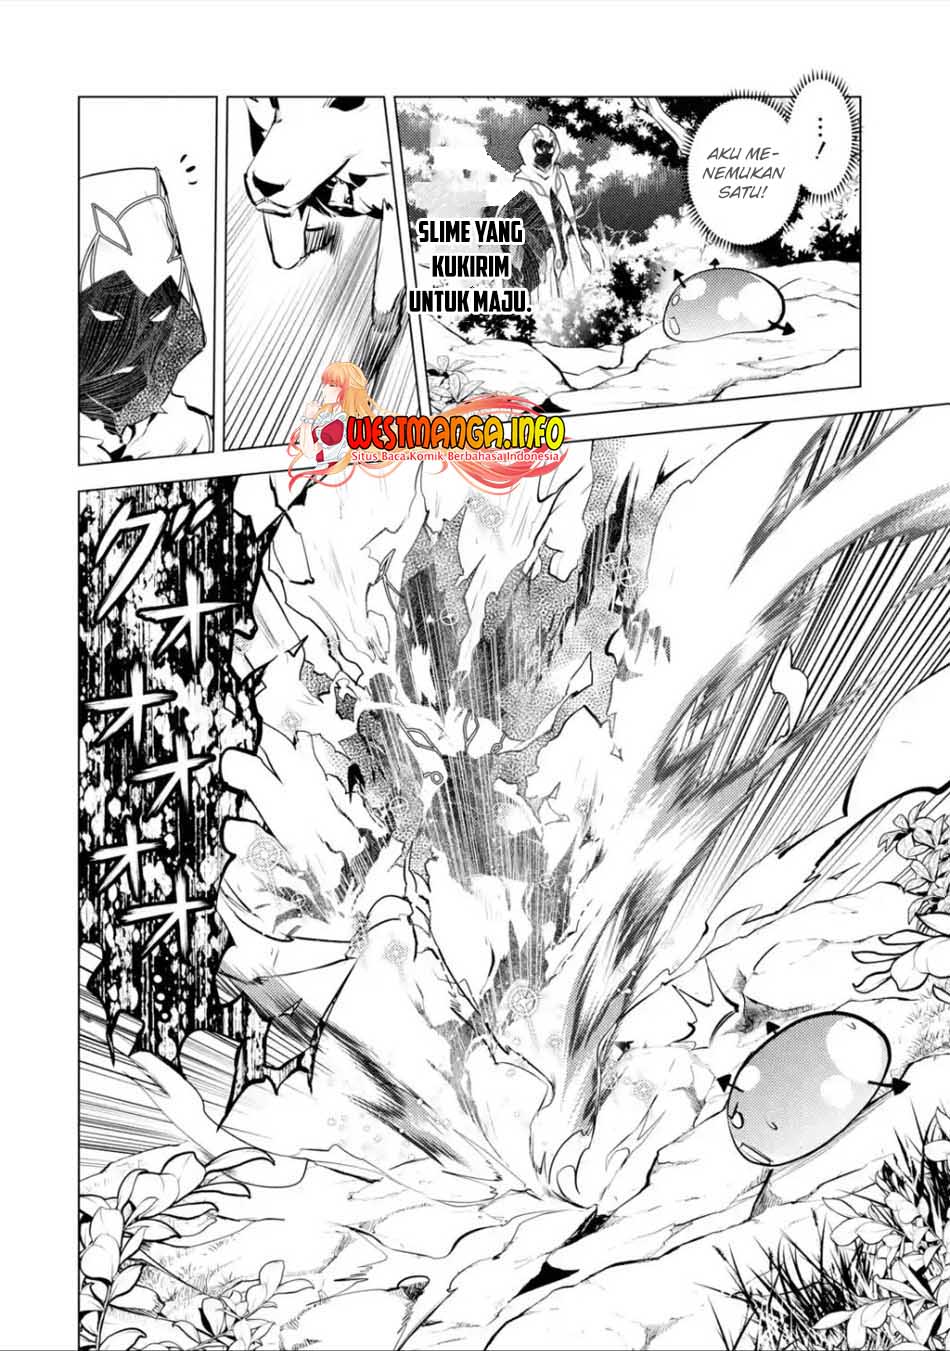 ....!
AKU ME-
NEMUKAN
SATU!
SLIME YANG
KUKIRIM
UNTUK MAJU.
WESTMANGA.INFO
Situs Baca Komik Berbahasa Indonesia
グオオオオオオ…